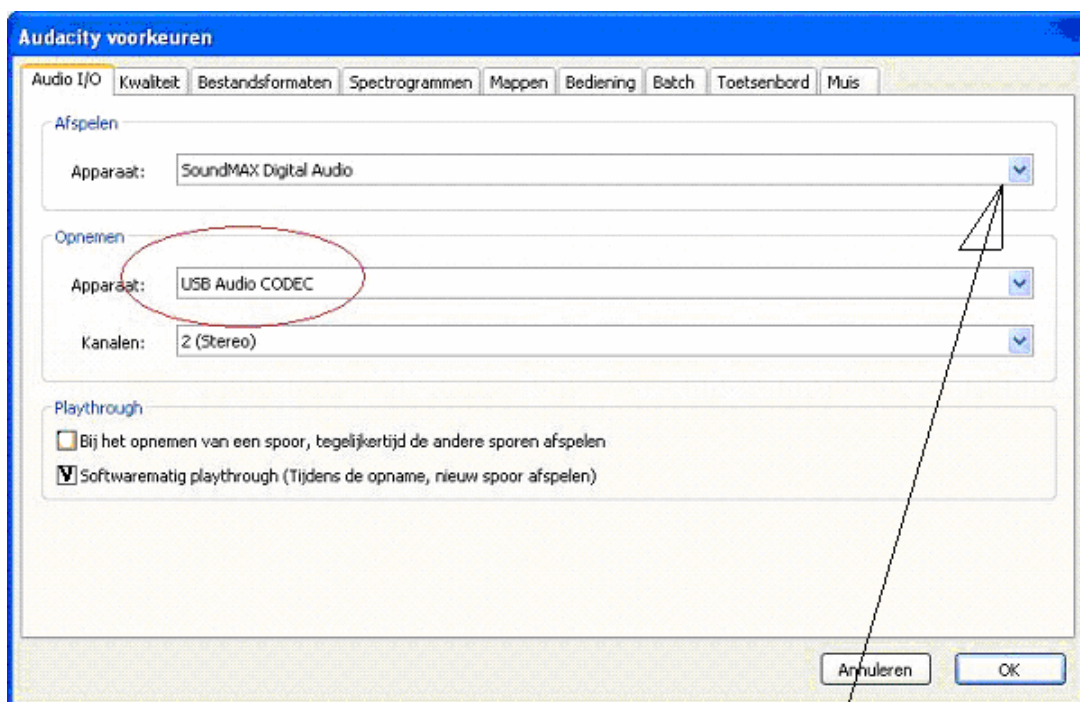 Audacity voorkeuren
Audio I/O Kwaliteit Bestandsformaten Spectrogrammen Mappen Bediening Batch Toetsenbord Muis
Afspelen
Apparaat: SoundMAX Digital Audio
Opnemen
Apparaat: USB Audio CODEC
Kanalen: 2 (Stereo)
Playthrough
Bij het opnemen van een spoor, tegelijkertijd de andere sporen afspelen
Softwarematig playthrough (Tijdens de opname, nieuw spoor afspelen)
Annuleren OK